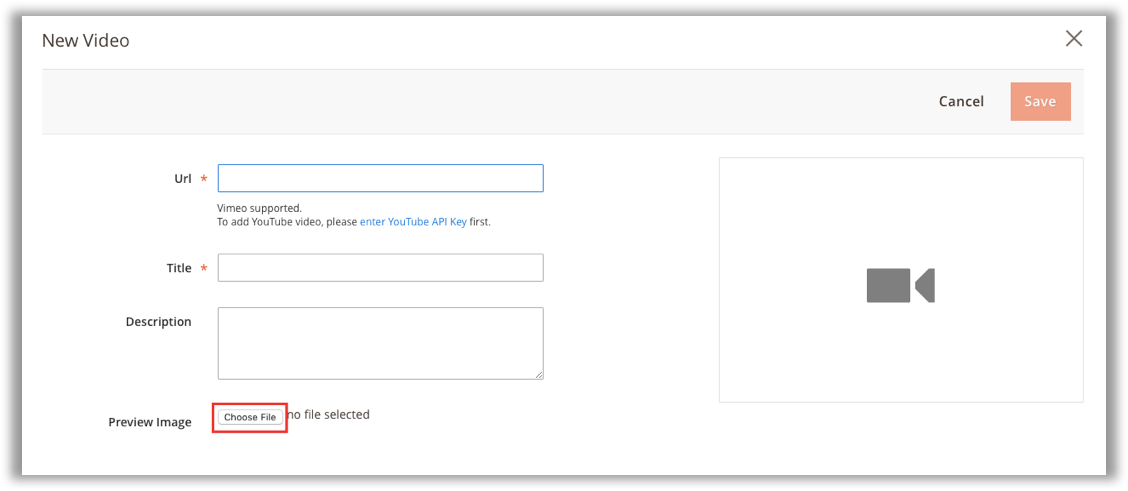 New Video
Cancel Save
Url *
Vimeo supported.
To add YouTube video, please enter YouTube API Key first.
Title *
Description
Preview Image Choose File no file selected